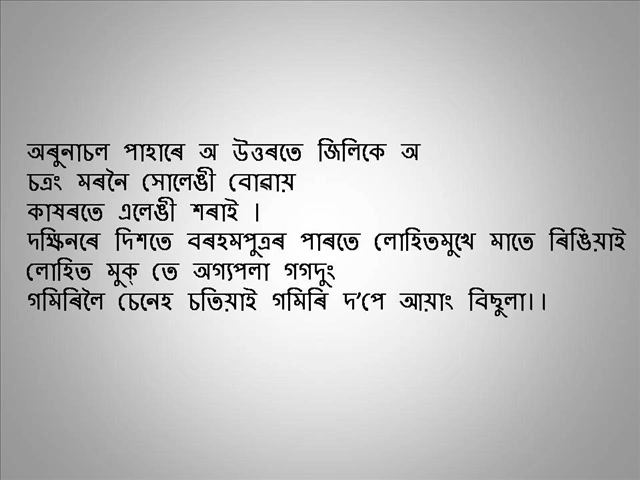 অৰুনাচল পাহাৰে অ উত্তৰতে জিলিকে অ
চত্ৰং মৰনৈ সোলেঙী বোৱায়
কাষৰতে এলেঙী শৰাই ।
দক্ষিনৰে দিশতে বৰহমপুত্ৰৰ পাৰতে লোহিতমুখে মাতে ৰিঙিয়াই
লোহিত মুক্ তে অগ্যপলা গগদুং
গমিৰিলৈ চেনেহ চতিয়াই গমিৰি দ’পে আয়াং বিছুলা।।